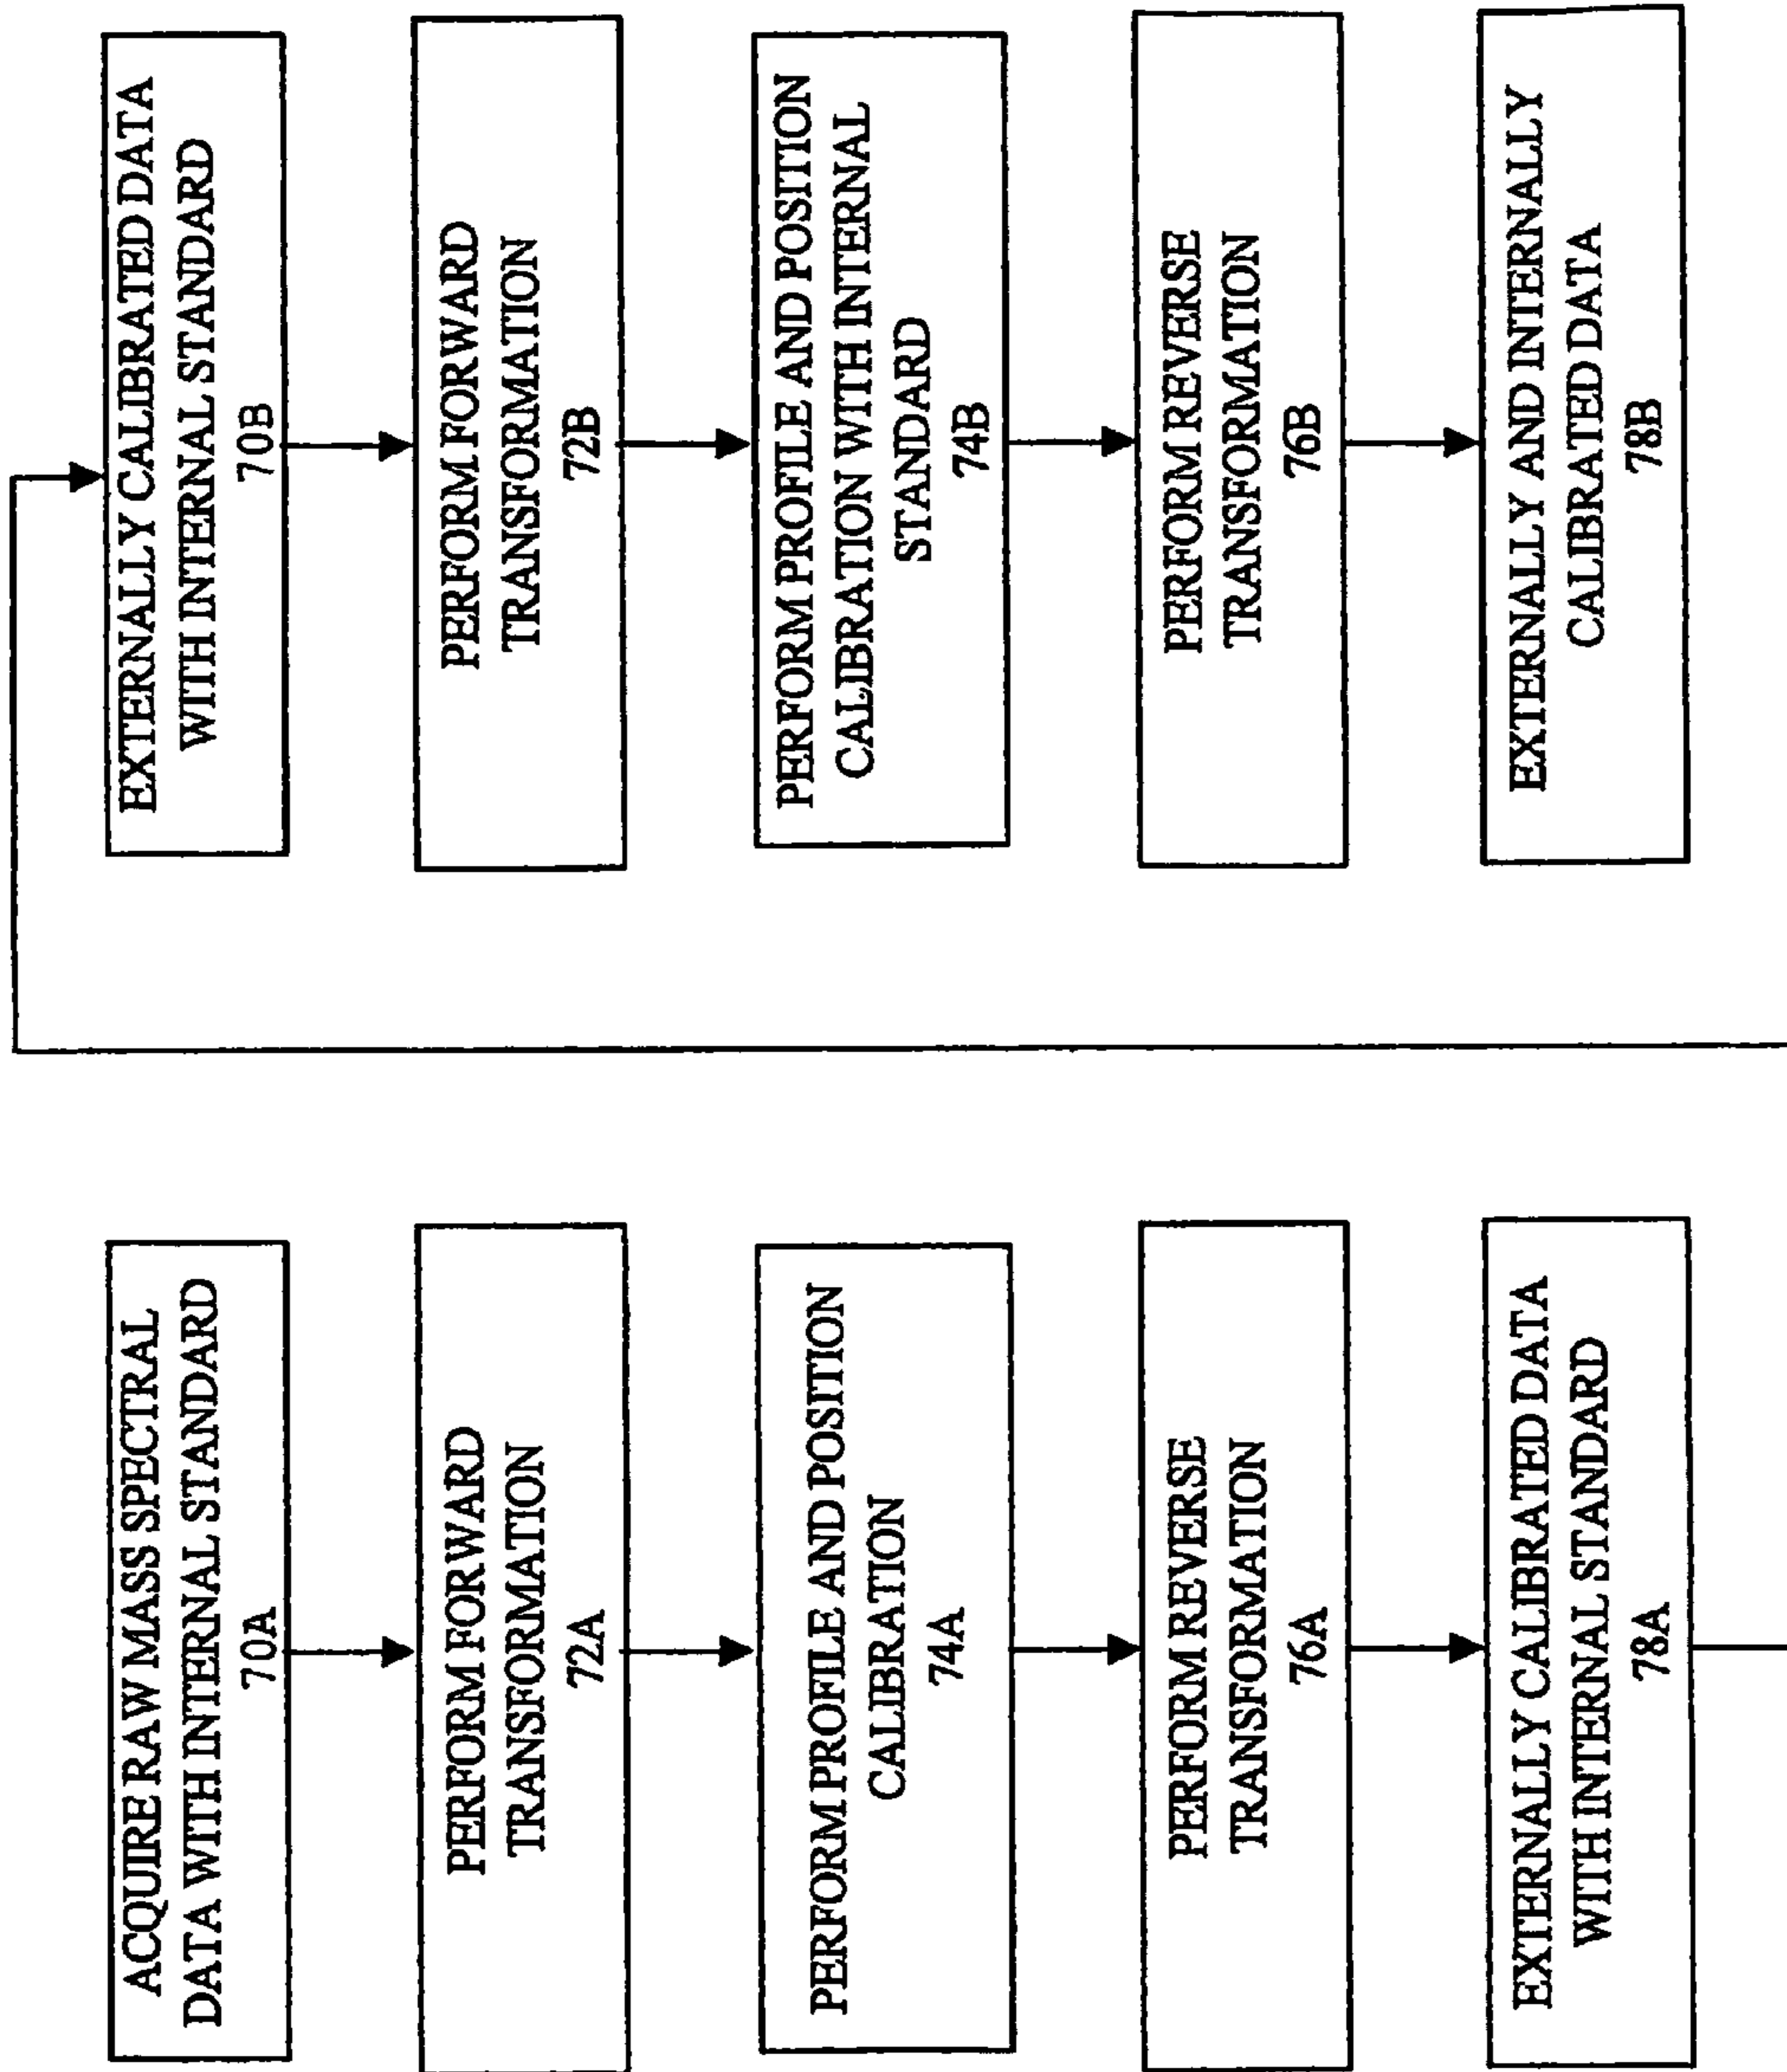 ACQUIRE RAW MASS SPECTRAL
DATA WITH INTERNAL STANDARD
70A
PERFORM FORWARD
TRANSFORMATION
72A
PERFORM PROFILE AND POSITION
CALIBRATION
74A
PERFORM REVERSE
TRANSFORMATION
76A
EXTERNALLY CALIBRATED DATA
WITH INTERNAL STANDARD
78A
EXTERNALLY CALIBRATED DATA
WITH INTERNAL STANDARD
70B
PERFORM FORWARD
TRANSFORMATION
72B
PERFORM PROFILE AND POSITION
CALIBRATION WITH INTERNAL
STANDARD
74B
PERFORM REVERSE
TRANSFORMATION
76B
EXTERNALLY AND INTERNALLY
CALIBRATED DATA
78B